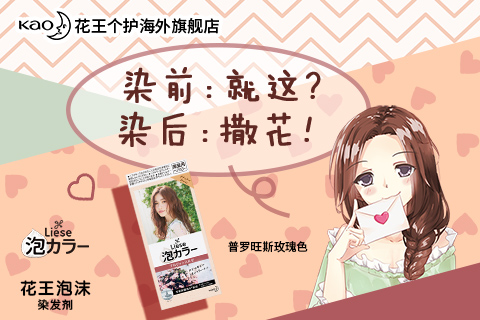 Kao 花王个护海外旗舰店
染前:就这?
染后:撒花!
Liese
泡カラー
花王泡沫
染发剂
Liese
泡カラー
普罗旺斯玫瑰色